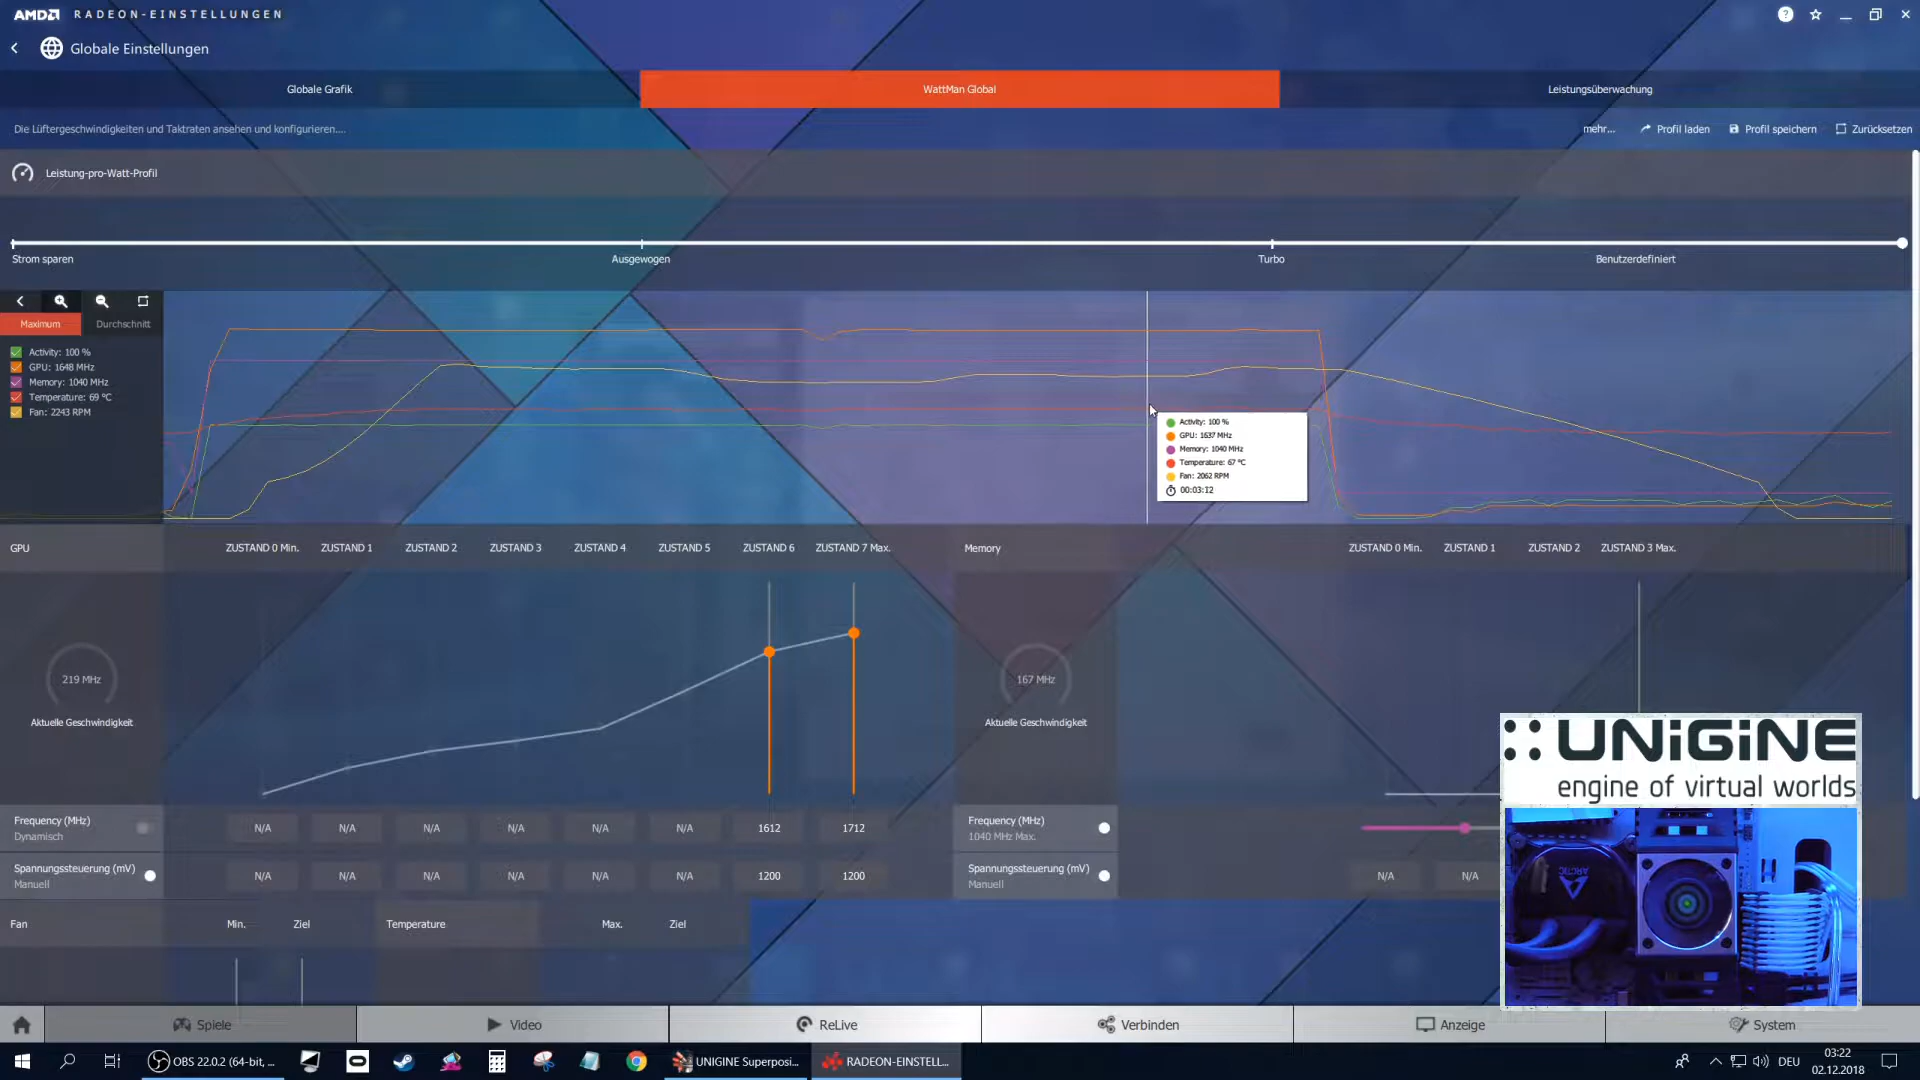 AMD RADEON-EINSTELLUNGEN
Globale Einstellungen
Globale Grafik
WattMan Global
Leistungsüberwachung
Die Lüftergeschwindigkeiten und Taktraten ansehen und konfigurieren....
mehr...
Profil laden
Profil speichern
Zurücksetzen
Leistung-pro-Watt-Profil
Strom sparen
Ausgewogen
Turbo
Benutzerdefiniert
Maximum
Durchschnitt
Activity: 100 %
GPU: 1648 MHz
Memory: 1040 MHz
Temperature: 69 °C
Fan: 2243 RPM
Activity: 100 %
GPU: 1637 MHz
Memory: 1040 MHz
Temperature: 67 °C
Fan: 2062 RPM
00:03:12
GPU
ZUSTAND 0 Min.
ZUSTAND 1
ZUSTAND 2
ZUSTAND 3
ZUSTAND 4
ZUSTAND 5
ZUSTAND 6
ZUSTAND 7 Max.
219 MHz
Aktuelle Geschwindigkeit
Frequency (MHz)
Dynamisch
N/A N/A N/A N/A N/A N/A 1612 1712
Spannungssteuerung (mV)
Manuell
N/A N/A N/A N/A N/A N/A 1200 1200
Memory
ZUSTAND 0 Min.
ZUSTAND 1
ZUSTAND 2
ZUSTAND 3 Max.
167 MHz
Aktuelle Geschwindigkeit
Frequency (MHz)
1040 MHz Max.
Spannungssteuerung (mV)
Manuell
N/A N/A
UNiGiNE
engine of virtual worlds
ARCTIC
Fan
Min.
Ziel
Temperature
Max.
Ziel
Spiele
Video
ReLive
Verbinden
Anzeige
System
OBS 22.0.2 (64-bit, ...
UNIGINE Superposi...
RADEON-EINSTELL...
DEU
03:22
02.12.2018